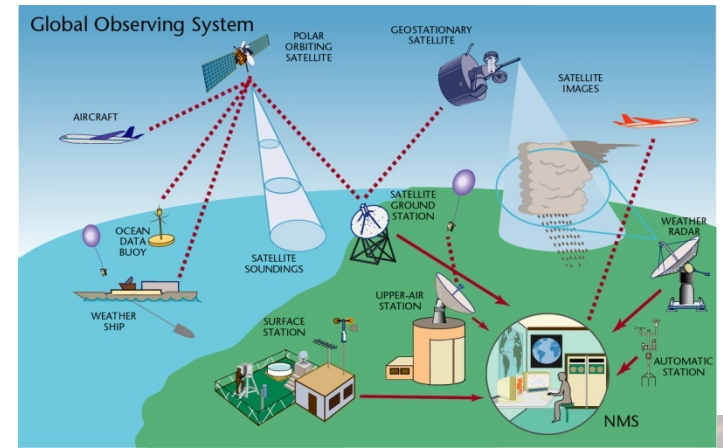 Global Observing System
POLAR
ORBITING
SATELLITE
GEOSTATIONARY
SATELLITE
SATELLITE
IMAGES
AIRCRAFT
OCEAN
DATA
BUOY
SATELLITE
SOUNDINGS
SATELLITE
GROUND
STATION
WEATHER
RADAR
WEATHER
SHIP
UPPER-AIR
STATION
SURFACE
STATION
AUTOMATIC
STATION
NMS